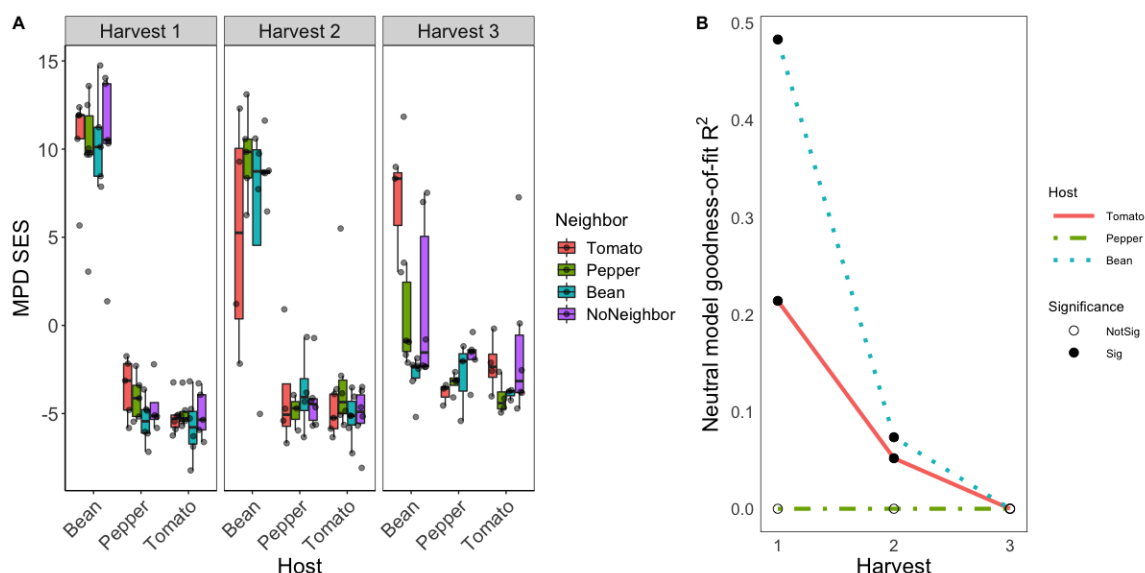 A
Harvest 1
Harvest 2
Harvest 3
MPD SES
15
10
5
0
-5
Bean
Pepper
Tomato
Bean
Pepper
Tomato
Bean
Pepper
Tomato
Host
Neighbor
Tomato
Pepper
Bean
NoNeighbor
B
Neutral model goodness-of-fit R²
0.5
0.4
0.3
0.2
0.1
0.0
1
2
3
Harvest
Host
Tomato
Pepper
Bean
Significance
NotSig
Sig